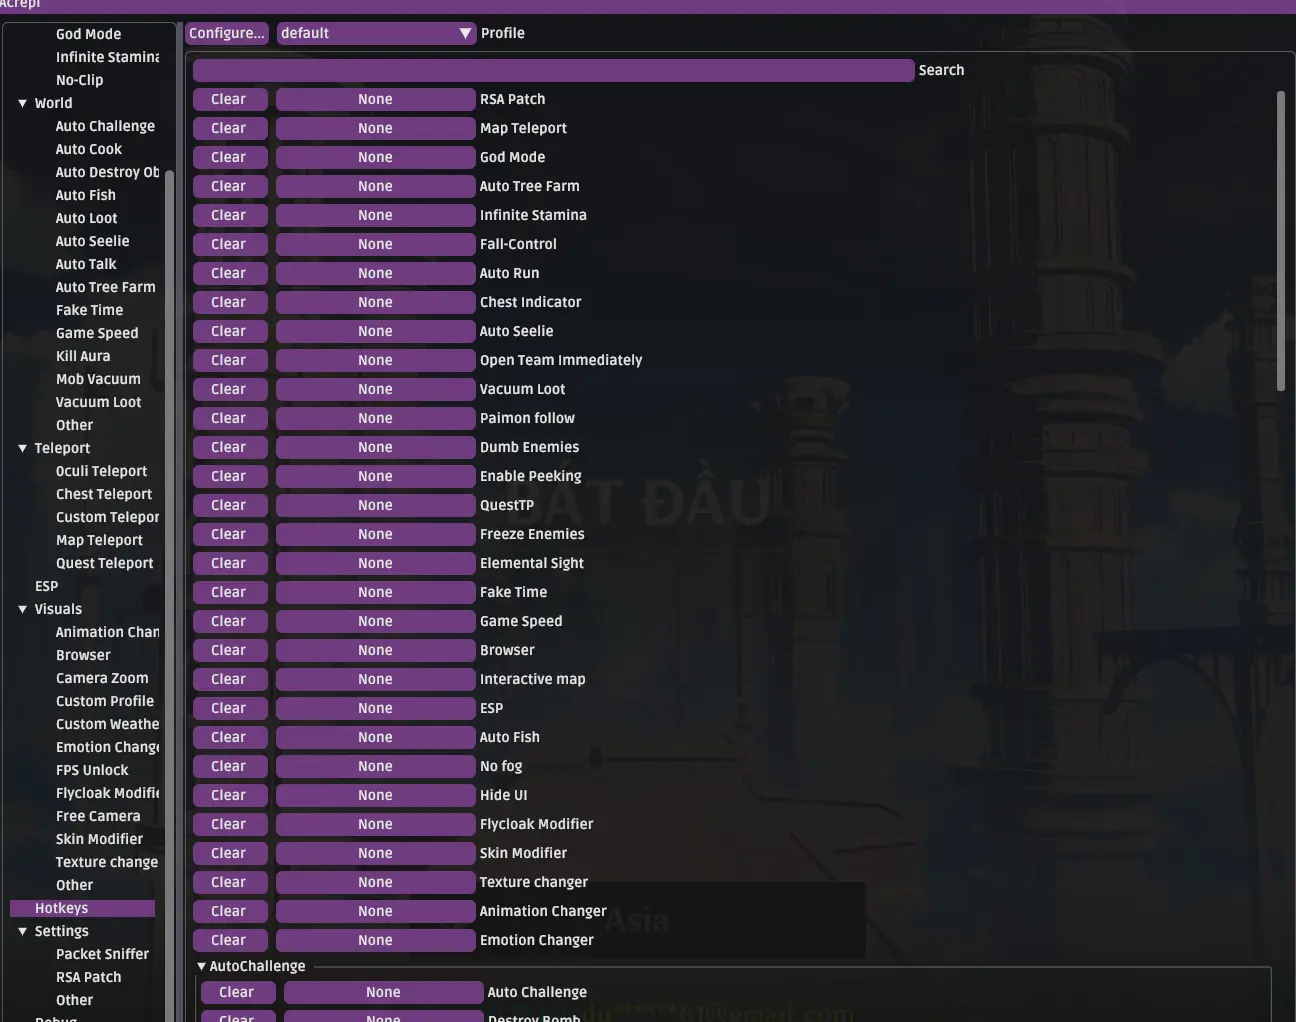 Acrepi
God Mode
Infinite Stamina
No-Clip
▼ World
Auto Challenge
Auto Cook
Auto Destroy Ob
Auto Fish
Auto Loot
Auto Seelie
Auto Talk
Auto Tree Farm
Fake Time
Game Speed
Kill Aura
Mob Vacuum
Vacuum Loot
Other
▼ Teleport
Oculi Teleport
Chest Teleport
Custom Telepor
Map Teleport
Quest Teleport
ESP
▼ Visuals
Animation Chan
Browser
Camera Zoom
Custom Profile
Custom Weathe
Emotion Change
FPS Unlock
Flycloak Modifie
Free Camera
Skin Modifier
Texture change
Other
Hotkeys
▼ Settings
Packet Sniffer
RSA Patch
Other
Debug
Configure... default ▼ Profile
Search
Clear None RSA Patch
Clear None Map Teleport
Clear None God Mode
Clear None Auto Tree Farm
Clear None Infinite Stamina
Clear None Fall-Control
Clear None Auto Run
Clear None Chest Indicator
Clear None Auto Seelie
Clear None Open Team Immediately
Clear None Vacuum Loot
Clear None Paimon follow
Clear None Dumb Enemies
Clear None Enable Peeking
Clear None QuestTP
Clear None Freeze Enemies
Clear None Elemental Sight
Clear None Fake Time
Clear None Game Speed
Clear None Browser
Clear None Interactive map
Clear None ESP
Clear None Auto Fish
Clear None No fog
Clear None Hide UI
Clear None Flycloak Modifier
Clear None Skin Modifier
Clear None Texture changer
Clear None Animation Changer
Clear None Emotion Changer
▼ AutoChallenge
Clear None Auto Challenge
Clear None Destroy Bomb
BẮT ĐẦU
Asia
du******61@gmail.com